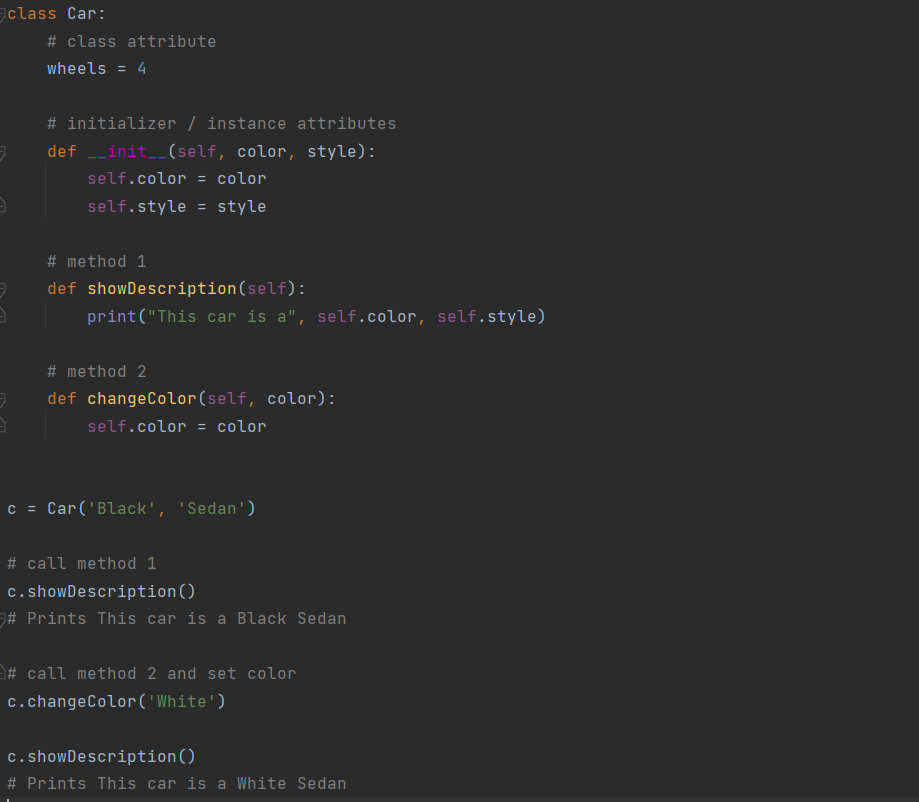 class Car:
    # class attribute
    wheels = 4

    # initializer / instance attributes
    def __init__(self, color, style):
        self.color = color
        self.style = style

    # method 1
    def showDescription(self):
        print("This car is a", self.color, self.style)

    # method 2
    def changeColor(self, color):
        self.color = color


c = Car('Black', 'Sedan')

# call method 1
c.showDescription()
# Prints This car is a Black Sedan

# call method 2 and set color
c.changeColor('White')

c.showDescription()
# Prints This car is a White Sedan